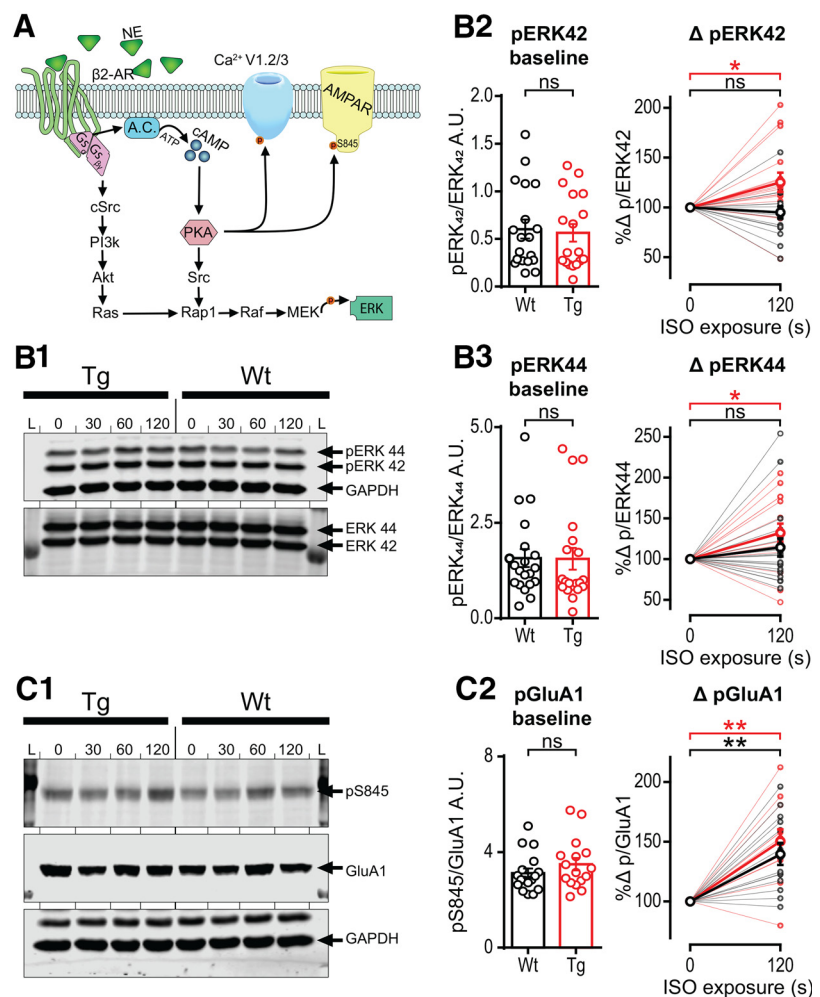 A
NE
β2-AR
Ca²⁺ V1.2/3
AMPAR
A.C.
ATP
cAMP
Gsα
Gsβγ
P
P S845
cSrc
PI3k
PKA
Akt
Src
P
Ras Rap1 Raf MEK ERK
B1
Tg Wt
L 0 30 60 120 0 30 60 120 L
pERK 44
pERK 42
GAPDH
ERK 44
ERK 42
C1
Tg Wt
L 0 30 60 120 0 30 60 120 L
pS845
GluA1
GAPDH
B2
pERK42
baseline
ns
pERK₄₂/ERK₄₂ A.U.
2.0
1.5
1.0
0.5
0.0
Wt Tg
Δ pERK42
*
ns
%Δ p/ERK42
200
150
100
50
0 120
ISO exposure (s)
B3
pERK44
baseline
ns
pERK₄₄/ERK₄₄ A.U.
5.0
2.5
0.0
Wt Tg
Δ pERK44
*
ns
%Δ p/ERK44
250
200
150
100
50
0 120
ISO exposure (s)
C2
pGluA1
baseline
ns
pS845/GluA1 A.U.
8
4
0
Wt Tg
Δ pGluA1
**
**
%Δ p/GluA1
200
150
100
0 120
ISO exposure (s)